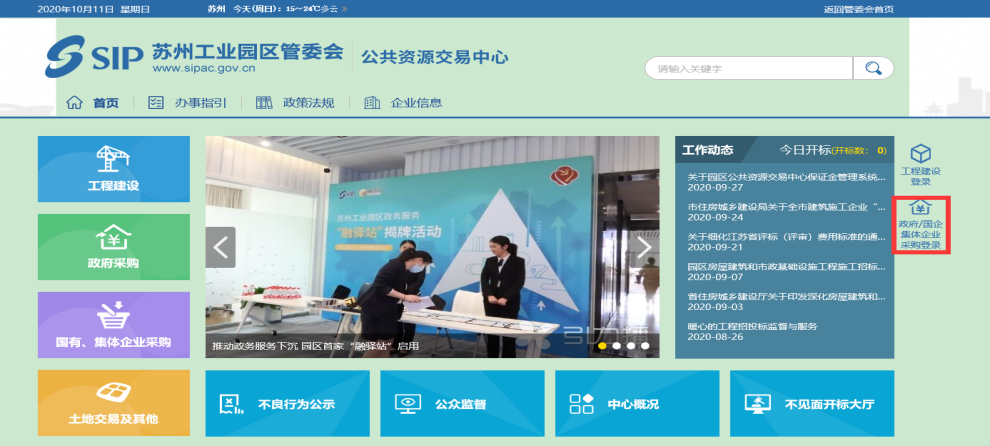 2020年10月11日 星期日
苏州 今天(周日)：15～24℃多云 »
返回管委会首页
SIP 苏州工业园区管委会
www.sipac.gov.cn
公共资源交易中心
请输入关键字
首页
办事指引
政策法规
企业信息
工程建设
政府采购
国有、集体企业采购
土地交易及其他
苏州工业园区政务服务
“融驿站”揭牌活动
推动政务服务下沉 园区首家“融驿站”启用
工作动态
今日开标(开标数： 0)
关于园区公共资源交易中心保证金管理系统...
2020-09-27
市住房城乡建设局关于全市建筑施工企业“...
2020-09-24
关于细化江苏省评标（评审）费用标准的通...
2020-09-21
园区房屋建筑和市政基础设施工程施工招标...
2020-09-07
省住房城乡建设厅关于印发深化房屋建筑和...
2020-09-03
暖心的工程招投标监督与服务
2020-08-26
工程建设
登录
政府/国企
集体企业
采购登录
不良行为公示
公众监督
中心概况
不见面开标大厅